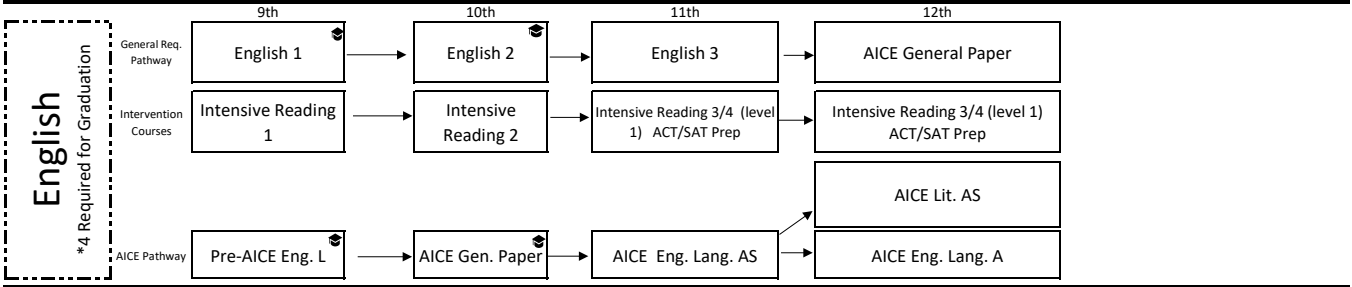 9th 10th 11th 12th
English
*4 Required for Graduation
General Req.
Pathway
English 1
English 2
English 3
AICE General Paper
Intervention
Courses
Intensive Reading
1
Intensive
Reading 2
Intensive Reading 3/4 (level
1) ACT/SAT Prep
Intensive Reading 3/4 (level 1)
ACT/SAT Prep
AICE Lit. AS
AICE Pathway
Pre-AICE Eng. L
AICE Gen. Paper
AICE Eng. Lang. AS
AICE Eng. Lang. A